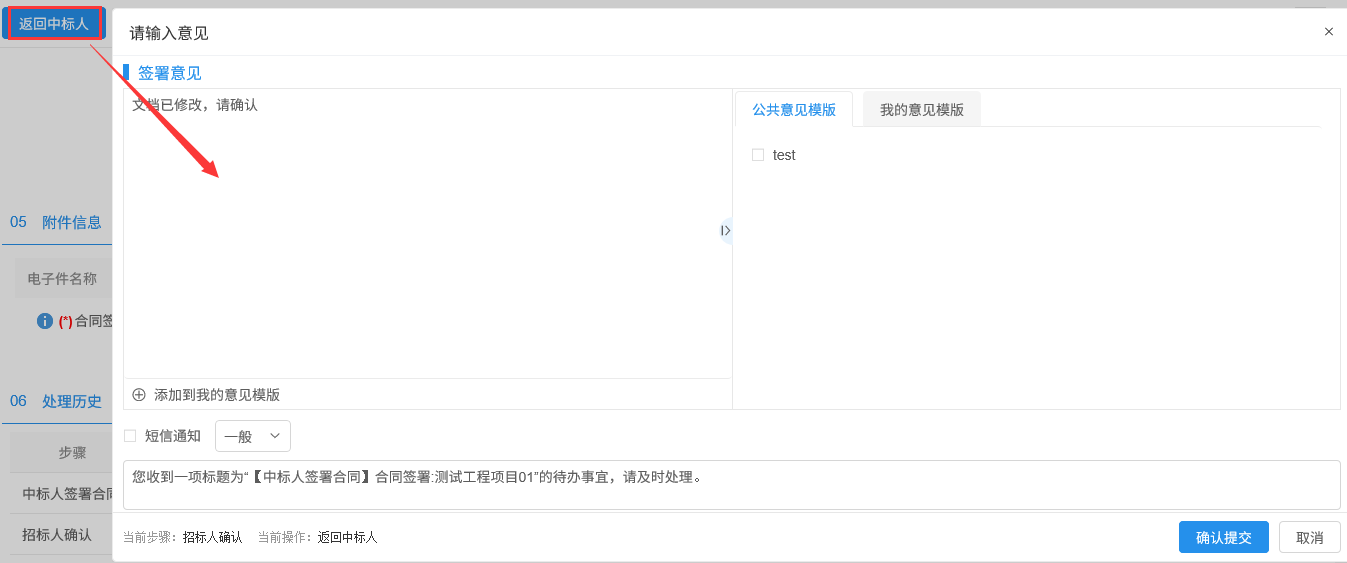 返回中标人
请输入意见
×
签署意见
文档已修改，请确认
公共意见模版
我的意见模版
test
05 附件信息
电子件名称
(*)合同签
添加到我的意见模版
06 处理历史
短信通知 一般
步骤
您收到一项标题为“【中标人签署合同】合同签署:测试工程项目01”的待办事宜，请及时处理。
中标人签署合同
招标人确认
当前步骤：招标人确认 当前操作：返回中标人
确认提交
取消